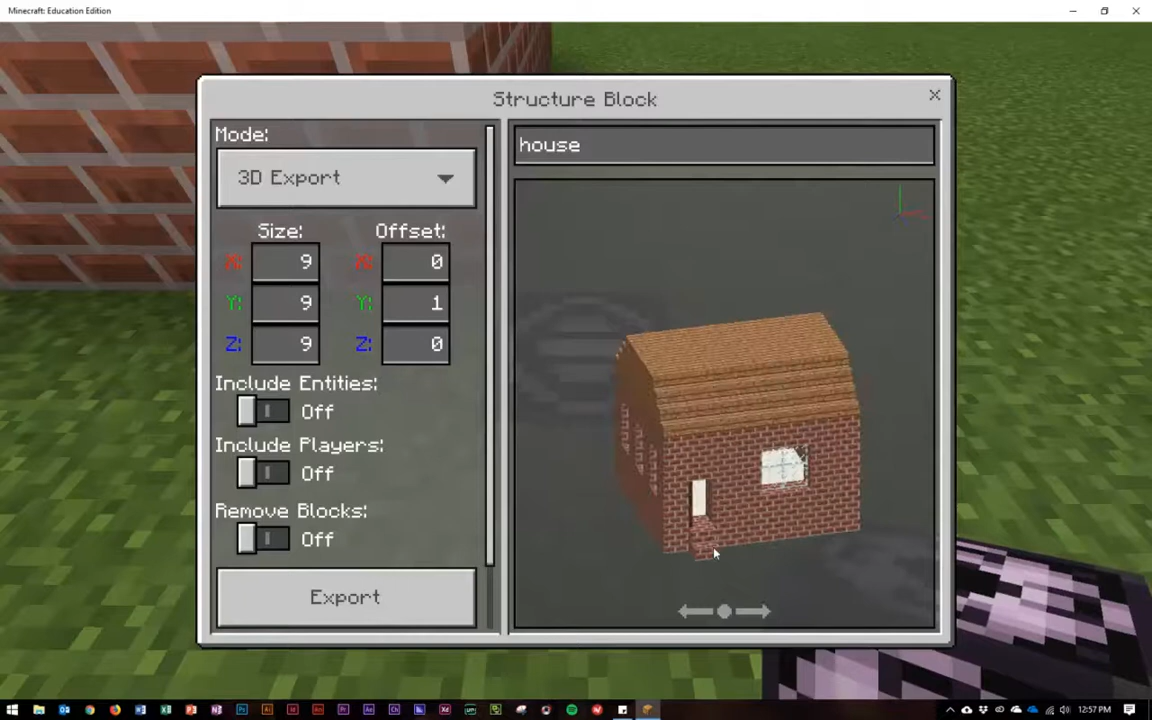 Minecraft: Education Edition
Structure Block
Mode:
3D Export
Size:
Offset:
X: 9 X: 0
Y: 9 Y: 1
Z: 9 Z: 0
Include Entities:
Off
Include Players:
Off
Remove Blocks:
Off
Export
house
12:57 PM